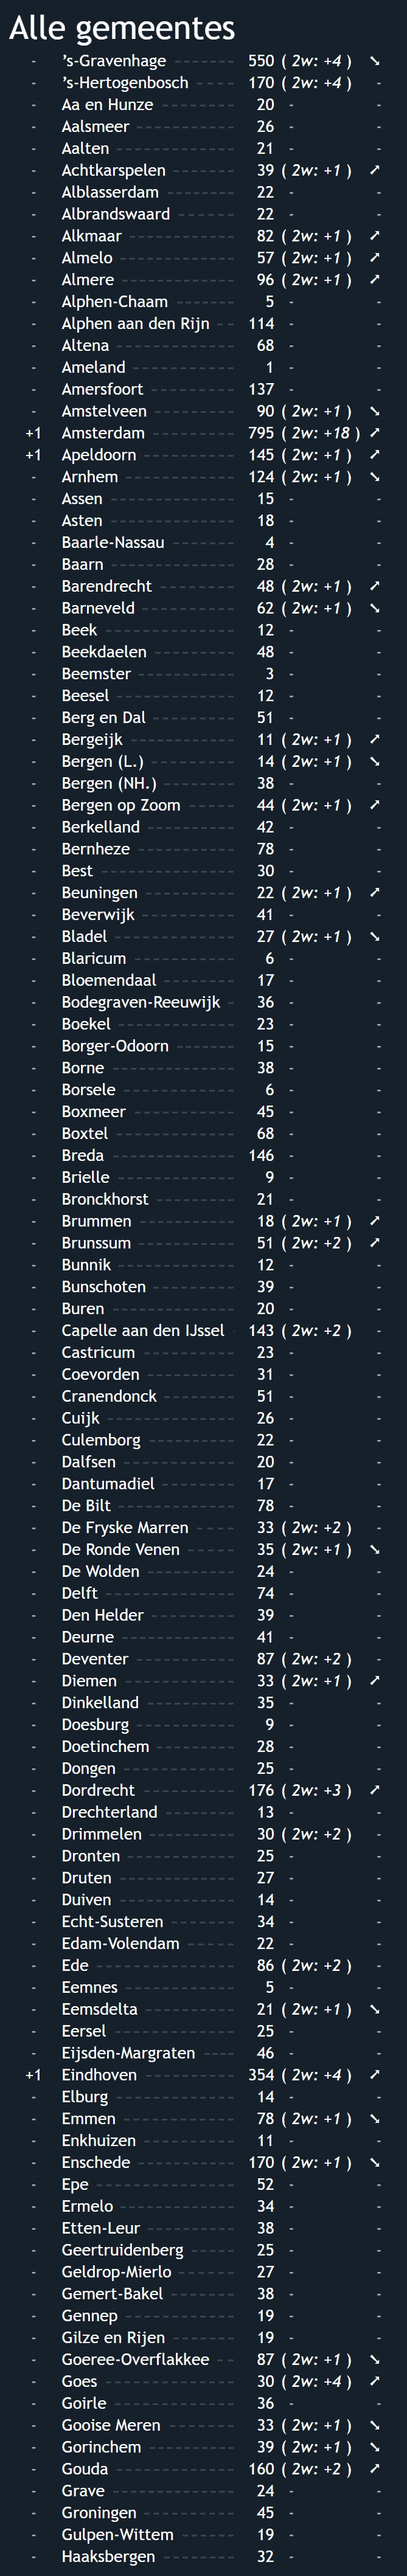 Alle gemeentes
- ’s-Gravenhage 550 ( 2w: +4 ) ➘
- ’s-Hertogenbosch 170 ( 2w: +4 ) -
- Aa en Hunze 20 - -
- Aalsmeer 26 - -
- Aalten 21 - -
- Achtkarspelen 39 ( 2w: +1 ) ➚
- Alblasserdam 22 - -
- Albrandswaard 22 - -
- Alkmaar 82 ( 2w: +1 ) ➚
- Almelo 57 ( 2w: +1 ) ➚
- Almere 96 ( 2w: +1 ) ➚
- Alphen-Chaam 5 - -
- Alphen aan den Rijn 114 - -
- Altena 68 - -
- Ameland 1 - -
- Amersfoort 137 - -
- Amstelveen 90 ( 2w: +1 ) ➘
+1 Amsterdam 795 ( 2w: +18 ) ➚
+1 Apeldoorn 145 ( 2w: +1 ) ➚
- Arnhem 124 ( 2w: +1 ) ➘
- Assen 15 - -
- Asten 18 - -
- Baarle-Nassau 4 - -
- Baarn 28 - -
- Barendrecht 48 ( 2w: +1 ) ➚
- Barneveld 62 ( 2w: +1 ) ➘
- Beek 12 - -
- Beekdaelen 48 - -
- Beemster 3 - -
- Beesel 12 - -
- Berg en Dal 51 - -
- Bergeijk 11 ( 2w: +1 ) ➚
- Bergen (L.) 14 ( 2w: +1 ) ➘
- Bergen (NH.) 38 - -
- Bergen op Zoom 44 ( 2w: +1 ) ➚
- Berkelland 42 - -
- Bernheze 78 - -
- Best 30 - -
- Beuningen 22 ( 2w: +1 ) ➚
- Beverwijk 41 - -
- Bladel 27 ( 2w: +1 ) ➘
- Blaricum 6 - -
- Bloemendaal 17 - -
- Bodegraven-Reeuwijk 36 - -
- Boekel 23 - -
- Borger-Odoorn 15 - -
- Borne 38 - -
- Borsele 6 - -
- Boxmeer 45 - -
- Boxtel 68 - -
- Breda 146 - -
- Brielle 9 - -
- Bronckhorst 21 - -
- Brummen 18 ( 2w: +1 ) ➚
- Brunssum 51 ( 2w: +2 ) ➚
- Bunnik 12 - -
- Bunschoten 39 - -
- Buren 20 - -
- Capelle aan den IJssel 143 ( 2w: +2 ) -
- Castricum 23 - -
- Coevorden 31 - -
- Cranendonck 51 - -
- Cuijk 26 - -
- Culemborg 22 - -
- Dalfsen 20 - -
- Dantumadiel 17 - -
- De Bilt 78 - -
- De Fryske Marren 33 ( 2w: +2 ) -
- De Ronde Venen 35 ( 2w: +1 ) ➘
- De Wolden 24 - -
- Delft 74 - -
- Den Helder 39 - -
- Deurne 41 - -
- Deventer 87 ( 2w: +2 ) -
- Diemen 33 ( 2w: +1 ) ➚
- Dinkelland 35 - -
- Doesburg 9 - -
- Doetinchem 28 - -
- Dongen 25 - -
- Dordrecht 176 ( 2w: +3 ) ➚
- Drechterland 13 - -
- Drimmelen 30 ( 2w: +2 ) -
- Dronten 25 - -
- Druten 27 - -
- Duiven 14 - -
- Echt-Susteren 34 - -
- Edam-Volendam 22 - -
- Ede 86 ( 2w: +2 ) -
- Eemnes 5 - -
- Eemsdelta 21 ( 2w: +1 ) ➘
- Eersel 25 - -
- Eijsden-Margraten 46 - -
+1 Eindhoven 354 ( 2w: +4 ) ➚
- Elburg 14 - -
- Emmen 78 ( 2w: +1 ) ➘
- Enkhuizen 11 - -
- Enschede 170 ( 2w: +1 ) ➘
- Epe 52 - -
- Ermelo 34 - -
- Etten-Leur 38 - -
- Geertruidenberg 25 - -
- Geldrop-Mierlo 27 - -
- Gemert-Bakel 38 - -
- Gennep 19 - -
- Gilze en Rijen 19 - -
- Goeree-Overflakkee 87 ( 2w: +1 ) ➘
- Goes 30 ( 2w: +4 ) ➚
- Goirle 36 - -
- Gooise Meren 33 ( 2w: +1 ) ➘
- Gorinchem 39 ( 2w: +1 ) ➘
- Gouda 160 ( 2w: +2 ) ➚
- Grave 24 - -
- Groningen 45 - -
- Gulpen-Wittem 19 - -
- Haaksbergen 32 - -